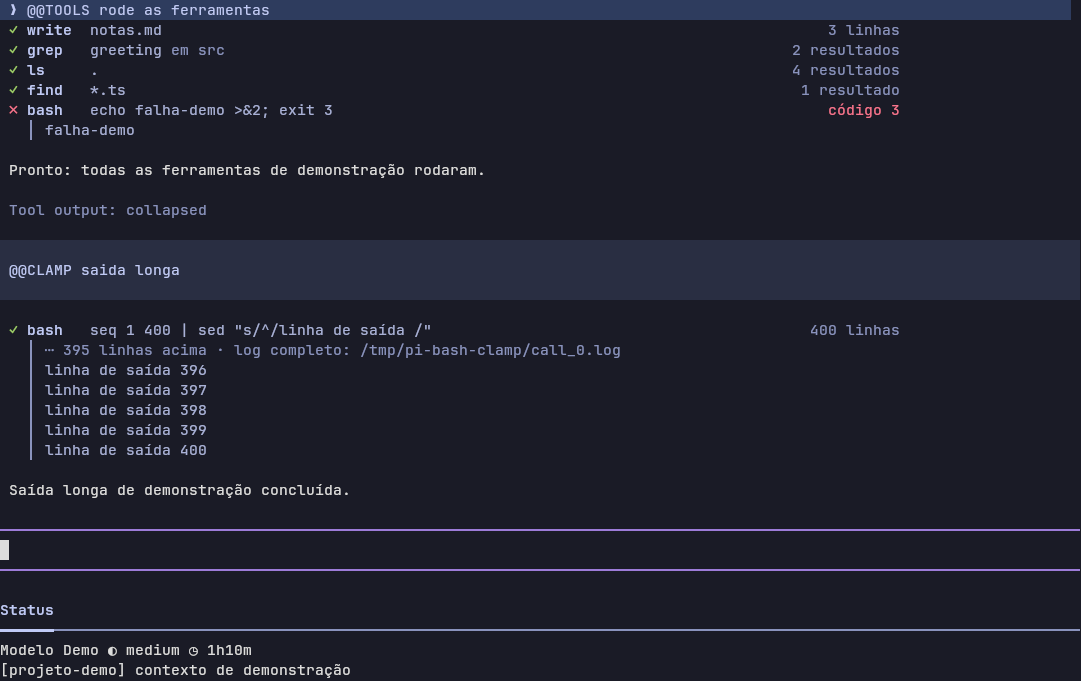 ❯ @@TOOLS rode as ferramentas
✓ write notas.md 3 linhas
✓ grep greeting em src 2 resultados
✓ ls . 4 resultados
✓ find *.ts 1 resultado
✕ bash echo falha-demo >&2; exit 3 código 3
falha-demo
Pronto: todas as ferramentas de demonstração rodaram.
Tool output: collapsed
@@CLAMP saida longa
✓ bash seq 1 400 | sed "s/^/linha de saída /" 400 linhas
⋯ 395 linhas acima · log completo: /tmp/pi-bash-clamp/call_0.log
linha de saída 396
linha de saída 397
linha de saída 398
linha de saída 399
linha de saída 400
Saída longa de demonstração concluída.
Status
Modelo Demo ◐ medium ◷ 1h10m
[projeto-demo] contexto de demonstração